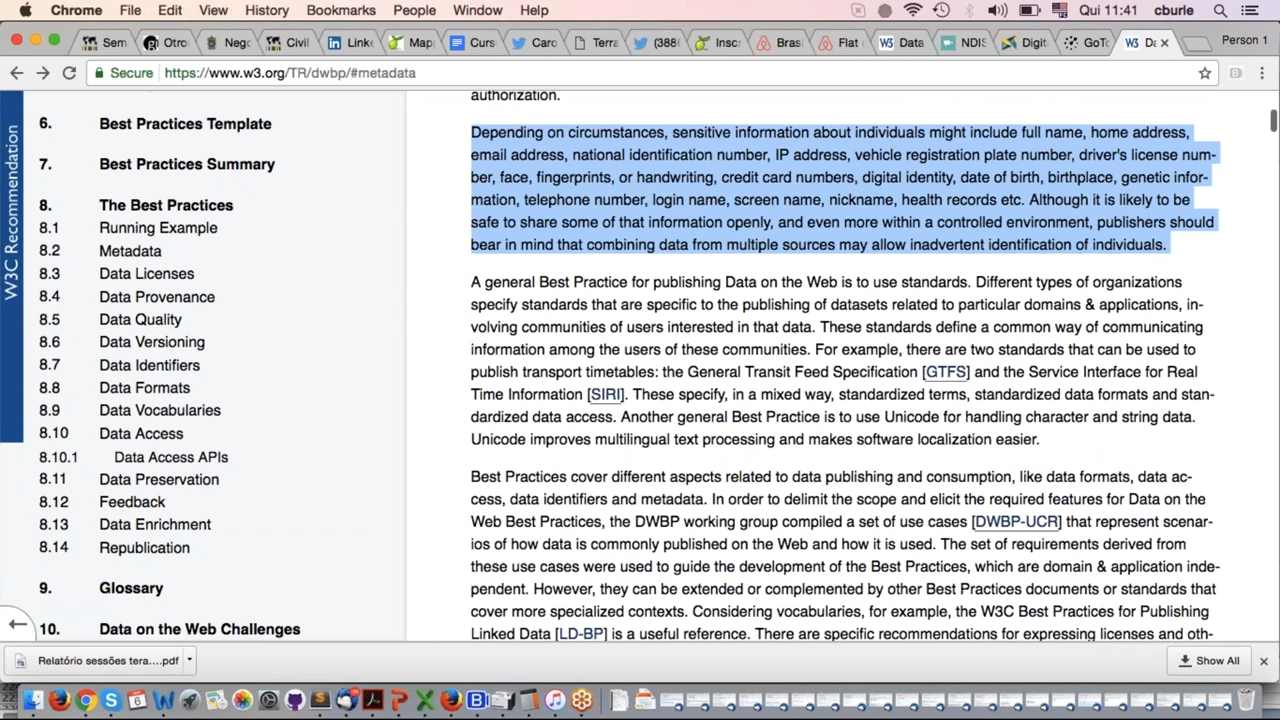 Chrome File Edit View History Bookmarks People Window Help Qui 11:41 cburle
Sem Otro Nego Civil Linke Map Curs Caro Terra (388 Insc Bras Flat Data NDIS Digit GoTo Da Person 1
Secure https://www.w3.org/TR/dwbp/#metadata
W3C Recommendation
6. Best Practices Template
7. Best Practices Summary
8. The Best Practices
8.1 Running Example
8.2 Metadata
8.3 Data Licenses
8.4 Data Provenance
8.5 Data Quality
8.6 Data Versioning
8.7 Data Identifiers
8.8 Data Formats
8.9 Data Vocabularies
8.10 Data Access
8.10.1 Data Access APIs
8.11 Data Preservation
8.12 Feedback
8.13 Data Enrichment
8.14 Republication
9. Glossary
10. Data on the Web Challenges
authorization.
Depending on circumstances, sensitive information about individuals might include full name, home address,
email address, national identification number, IP address, vehicle registration plate number, driver's license num-
ber, face, fingerprints, or handwriting, credit card numbers, digital identity, date of birth, birthplace, genetic infor-
mation, telephone number, login name, screen name, nickname, health records etc. Although it is likely to be
safe to share some of that information openly, and even more within a controlled environment, publishers should
bear in mind that combining data from multiple sources may allow inadvertent identification of individuals.
A general Best Practice for publishing Data on the Web is to use standards. Different types of organizations
specify standards that are specific to the publishing of datasets related to particular domains & applications, in-
volving communities of users interested in that data. These standards define a common way of communicating
information among the users of these communities. For example, there are two standards that can be used to
publish transport timetables: the General Transit Feed Specification [GTFS] and the Service Interface for Real
Time Information [SIRI]. These specify, in a mixed way, standardized terms, standardized data formats and stan-
dardized data access. Another general Best Practice is to use Unicode for handling character and string data.
Unicode improves multilingual text processing and makes software localization easier.
Best Practices cover different aspects related to data publishing and consumption, like data formats, data ac-
cess, data identifiers and metadata. In order to delimit the scope and elicit the required features for Data on the
Web Best Practices, the DWBP working group compiled a set of use cases [DWBP-UCR] that represent scenar-
ios of how data is commonly published on the Web and how it is used. The set of requirements derived from
these use cases were used to guide the development of the Best Practices, which are domain & application inde-
pendent. However, they can be extended or complemented by other Best Practices documents or standards that
cover more specialized contexts. Considering vocabularies, for example, the W3C Best Practices for Publishing
Linked Data [LD-BP] is a useful reference. There are specific recommendations for expressing licenses and oth-
Relatório sessões tera....pdf Show All